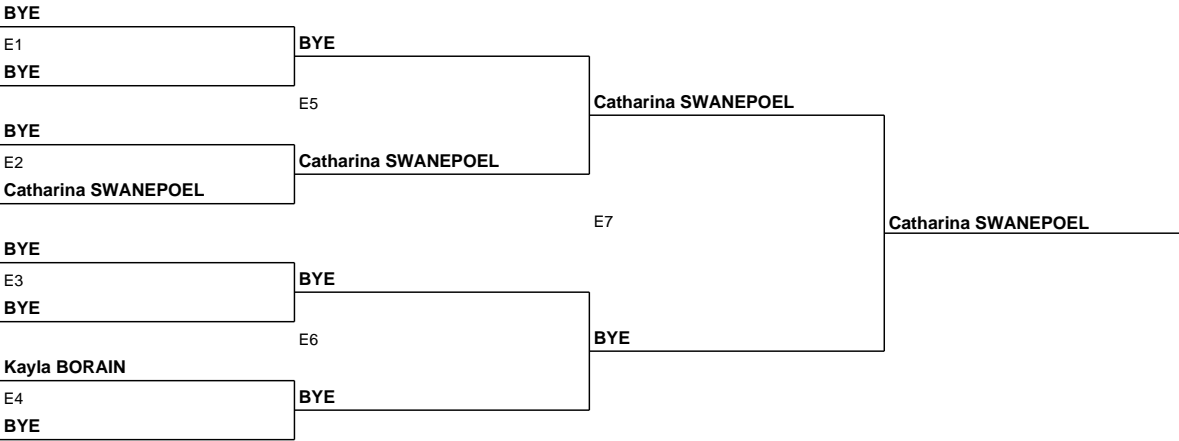 BYE
E1
BYE
BYE
E2
Catharina SWANEPOEL
BYE
E3
BYE
Kayla BORAIN
E4
BYE
BYE
E5
Catharina SWANEPOEL
BYE
E6
BYE
Catharina SWANEPOEL
E7
BYE
Catharina SWANEPOEL